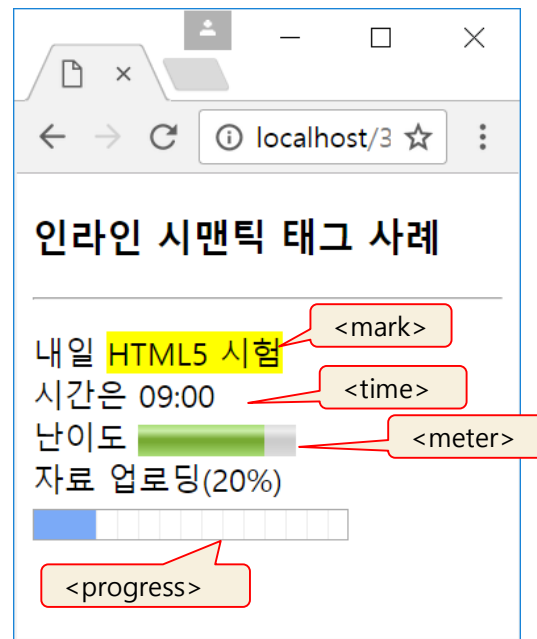 localhost/3
인라인 시맨틱 태그 사례
내일 HTML5 시험
<mark>
시간은 09:00
<time>
난이도
<meter>
자료 업로딩(20%)
<progress>